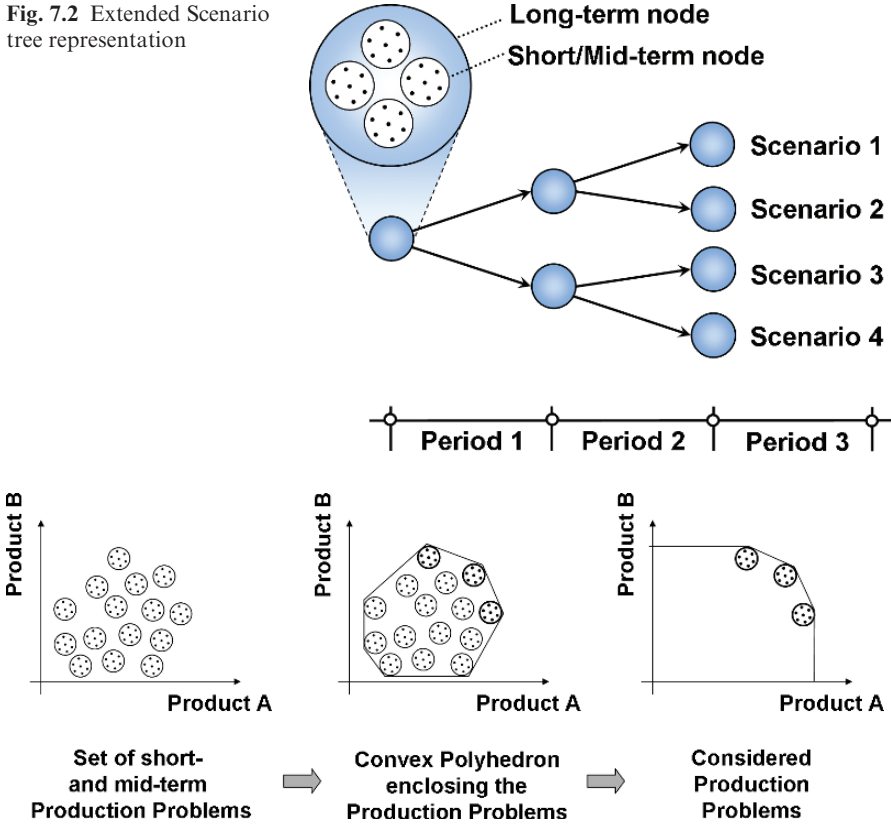 Fig. 7.2 Extended Scenario
tree representation
Long-term node
Short/Mid-term node
Scenario 1
Scenario 2
Scenario 3
Scenario 4
Period 1
Period 2
Period 3
Product B
Product A
Product B
Product A
Product B
Product A
Set of short-
and mid-term
Production Problems
Convex Polyhedron
enclosing the
Production Problems
Considered
Production
Problems